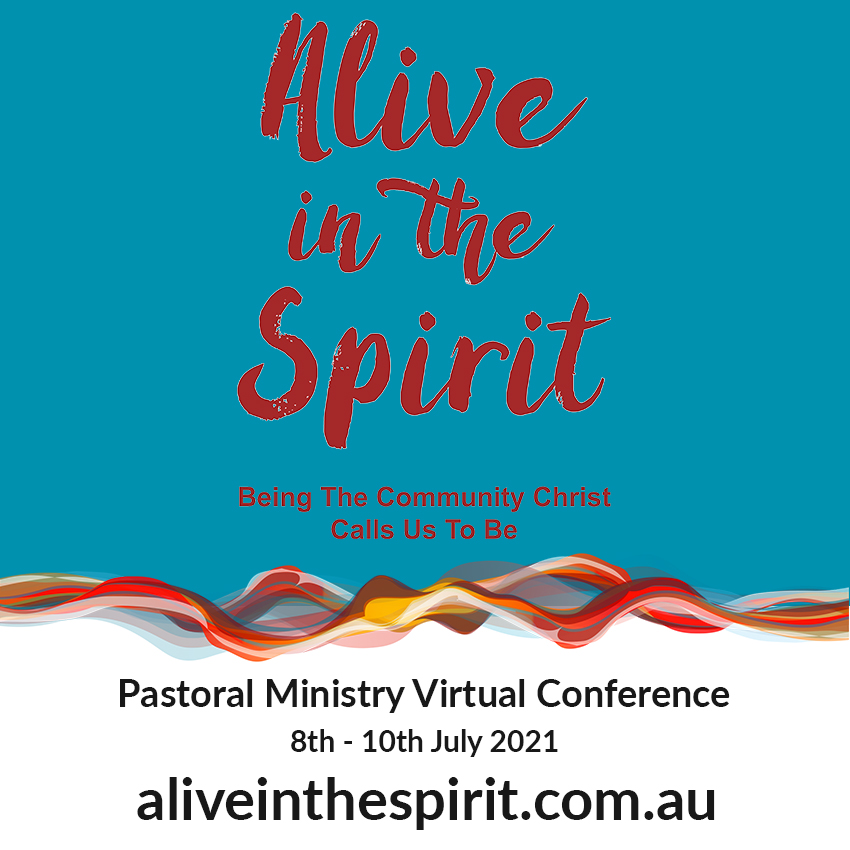 Alive
in the
Spirit
Being The Community Christ
Calls Us To Be
Pastoral Ministry Virtual Conference
8th - 10th July 2021
aliveinthespirit.com.au